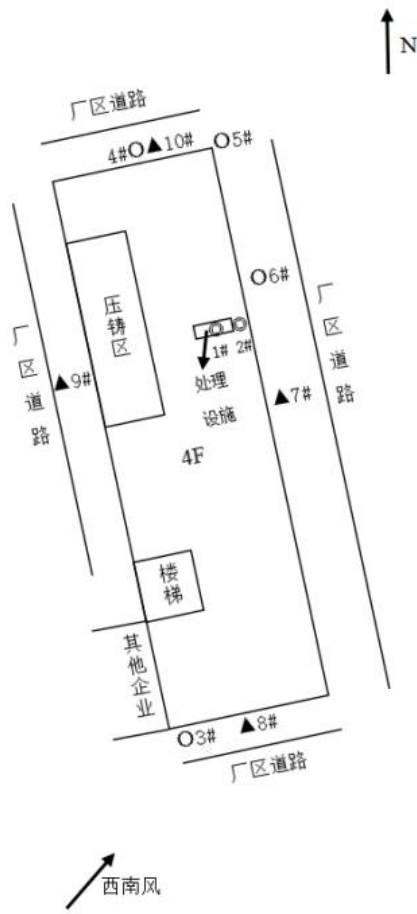 N
厂区道路
4#
▲10#
5#
6#
压铸区
厂区道路
1#
2#
厂区道路
▲9#
处理
设施
▲7#
4F
楼梯
其他企业
3#
▲8#
厂区道路
西南风